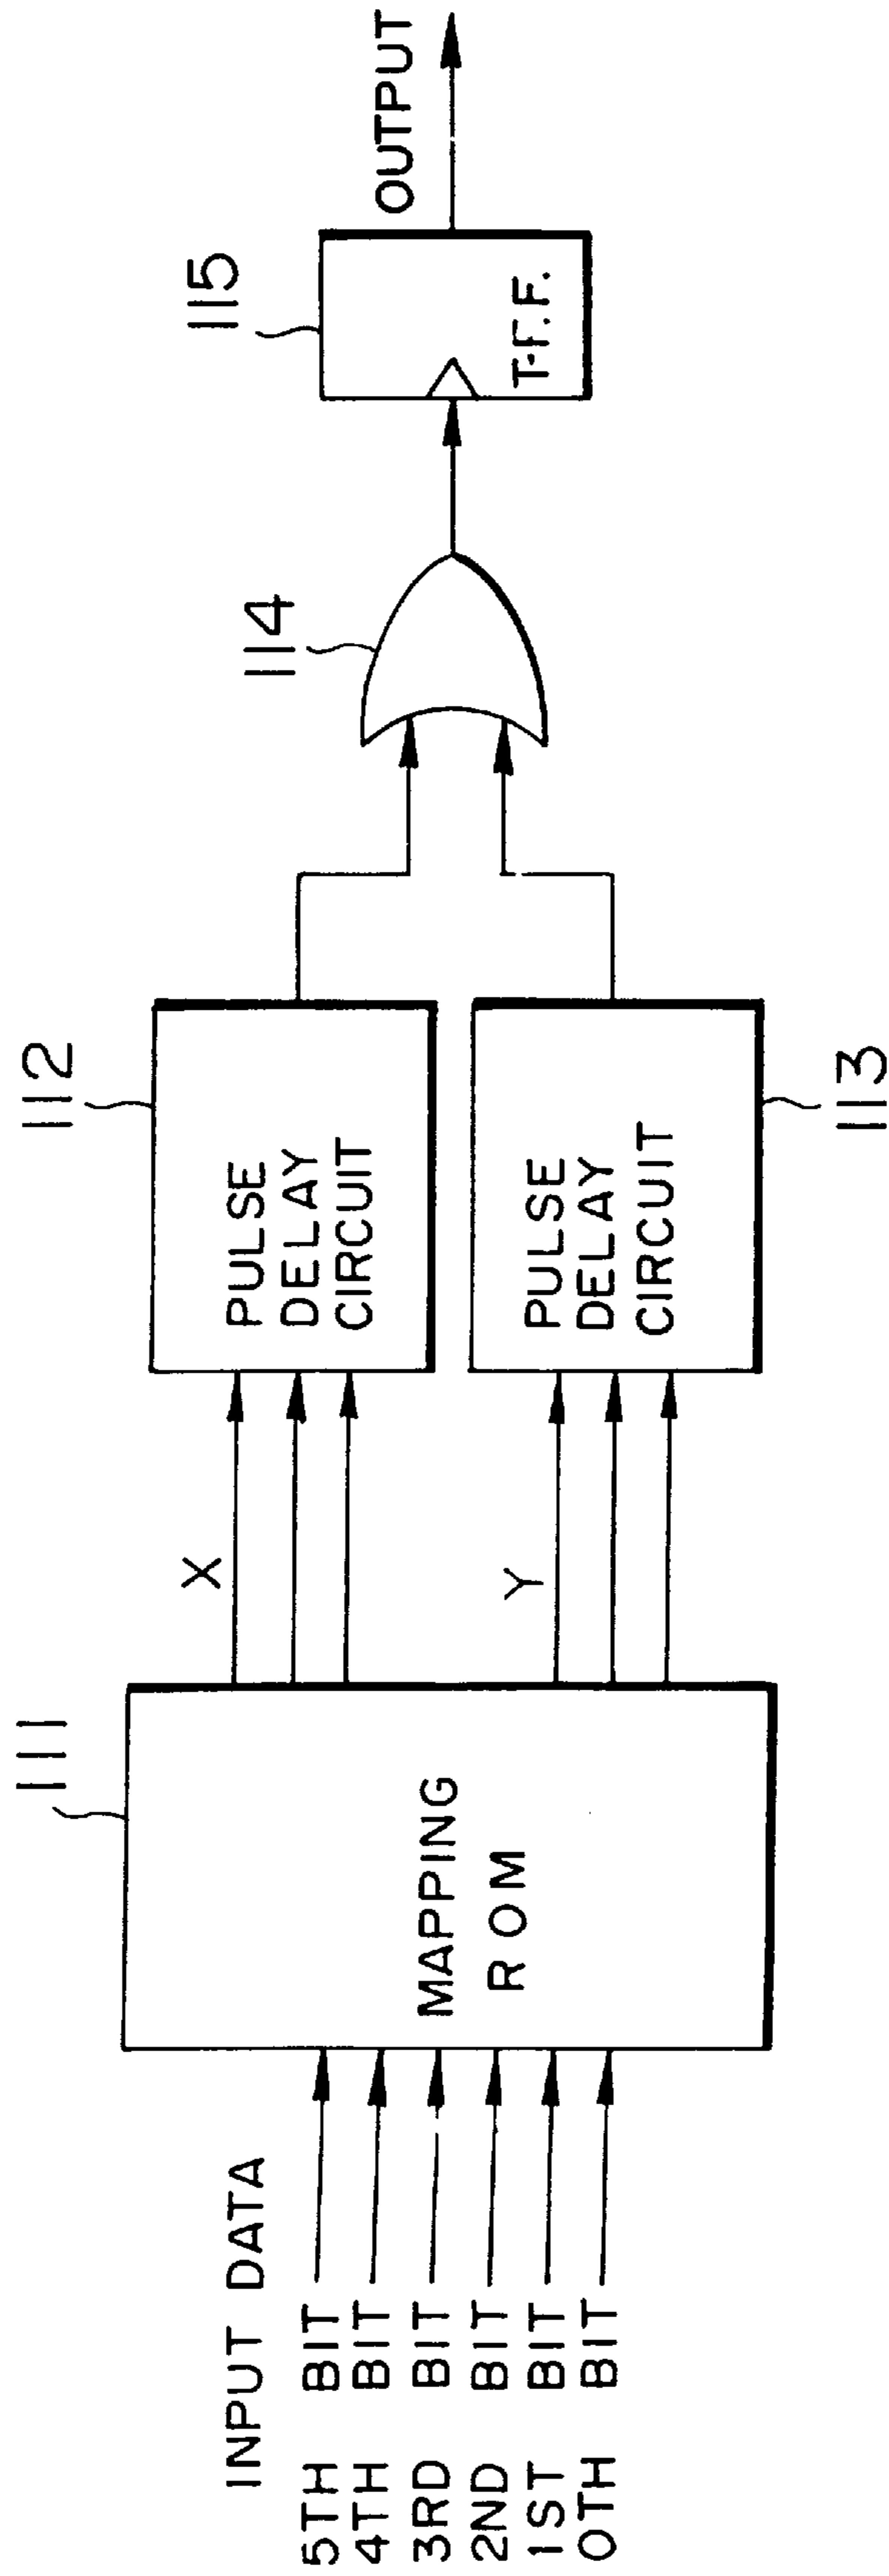 INPUT DATA
5TH BIT
4TH BIT
3RD BIT
2ND BIT
1ST BIT
0TH BIT
111
MAPPING
ROM
X
Y
112
PULSE
DELAY
CIRCUIT
PULSE
DELAY
CIRCUIT
113
114
115
T.F.F.
OUTPUT